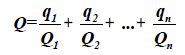 Q = q₁/Q₁ + q₂/Q₂ + ... + qₙ/Qₙ